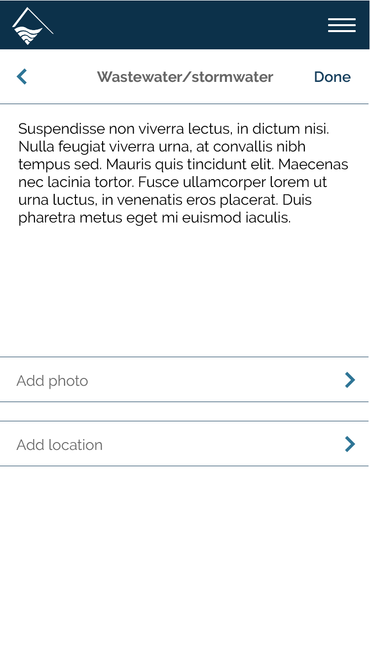 Wastewater/stormwater
Done
Suspendisse non viverra lectus, in dictum nisi.
Nulla feugiat viverra urna, at convallis nibh
tempus sed. Mauris quis tincidunt elit. Maecenas
nec lacinia tortor. Fusce ullamcorper lorem ut
urna luctus, in venenatis eros placerat. Duis
pharetra metus eget mi euismod iaculis.
Add photo
Add location